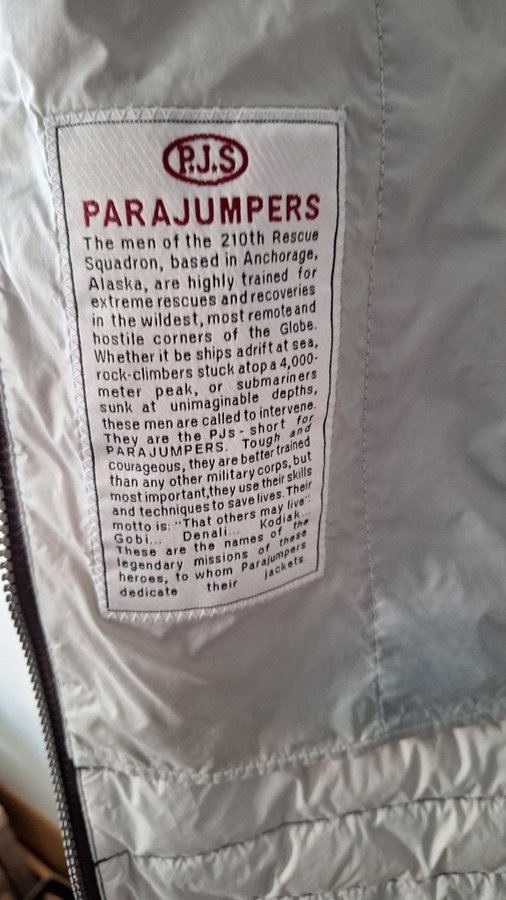 P.J.S
PARAJUMPERS
The men of the 210th Rescue
Squadron, based in Anchorage,
Alaska, are highly trained for
extreme rescues and recoveries
in the wildest, most remote and
hostile corners of the Globe.
Whether it be ships adrift at sea,
rock-climbers stuck atop a 4,000-
meter peak, or submariners
sunk at unimaginable depths,
these men are called to intervene.
They are the PJs - short for
PARAJUMPERS. Tough and
courageous, they are better trained
than any other military corps, but
most important, they use their skills
and techniques to save lives. Their
motto is: "That others may live":
Gobi... Denali... Kodiak...
These are the names of the
legendary missions of these
heroes, to whom Parajumpers
dedicate their jackets.